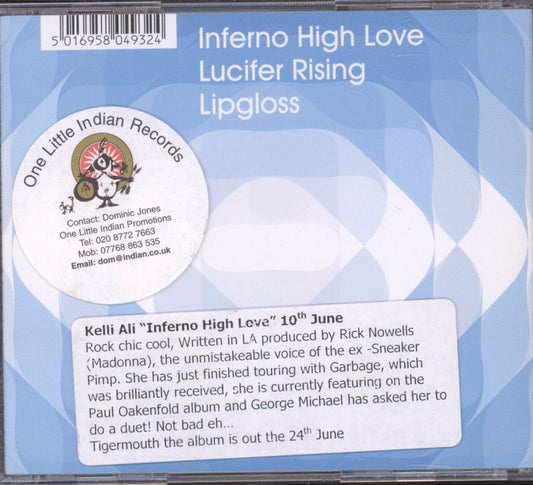 5 016958 049324
Inferno High Love
Lucifer Rising
Lipgloss
One Little Indian Records
Contact: Dominic Jones
One Little Indian Promotions
Tel: 020 8772 7663
Mob: 07768 863 535
Email: dom@indian.co.uk
Kelli Ali "Inferno High Love" 10th June
Rock chic cool, Written in LA produced by Rick Nowells
(Madonna), the unmistakeable voice of the ex -Sneaker
Pimp. She has just finished touring with Garbage, which
was brilliantly received, she is currently featuring on the
Paul Oakenfold album and George Michael has asked her to
do a duet! Not bad eh...
Tigermouth the album is out the 24th June